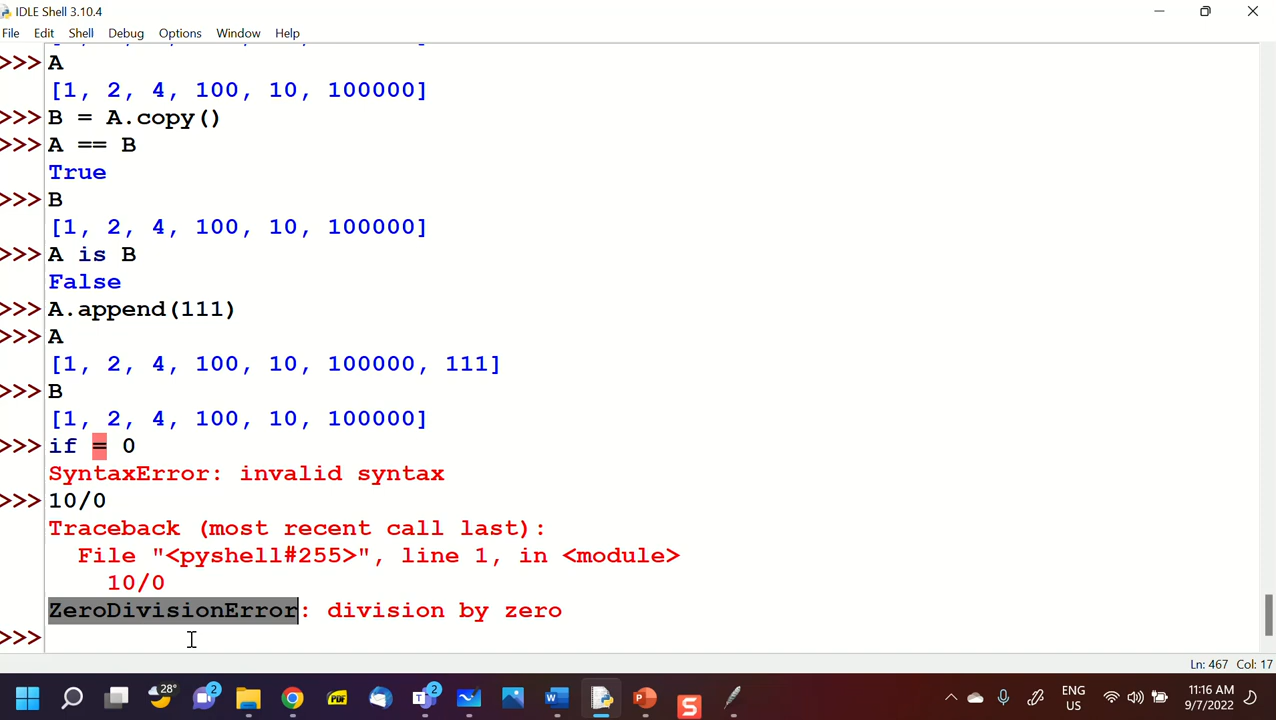 IDLE Shell 3.10.4
File Edit Shell Debug Options Window Help
>>> A
[1, 2, 4, 100, 10, 100000]
>>> B = A.copy()
>>> A == B
True
>>> B
[1, 2, 4, 100, 10, 100000]
>>> A is B
False
>>> A.append(111)
>>> A
[1, 2, 4, 100, 10, 100000, 111]
>>> B
[1, 2, 4, 100, 10, 100000]
>>> if = 0
SyntaxError: invalid syntax
>>> 10/0
Traceback (most recent call last):
File "<pyshell#255>", line 1, in <module>
10/0
ZeroDivisionError: division by zero
>>>
Ln: 467 Col: 17
28° 2 PDF T 2 W P S ENG 11:16 AM
US 9/7/2022